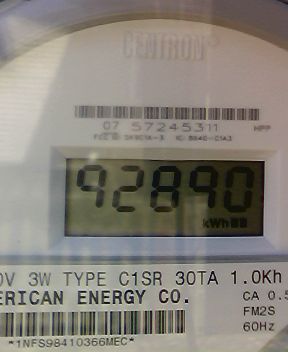 CENTRON®
07 57245311 HPP
92890
kWh
0V 3W TYPE C1SR 30TA 1.0Kh
ERICAN ENERGY CO. CA 0.5
FM2S
*1NFS98410366MEC* 60Hz